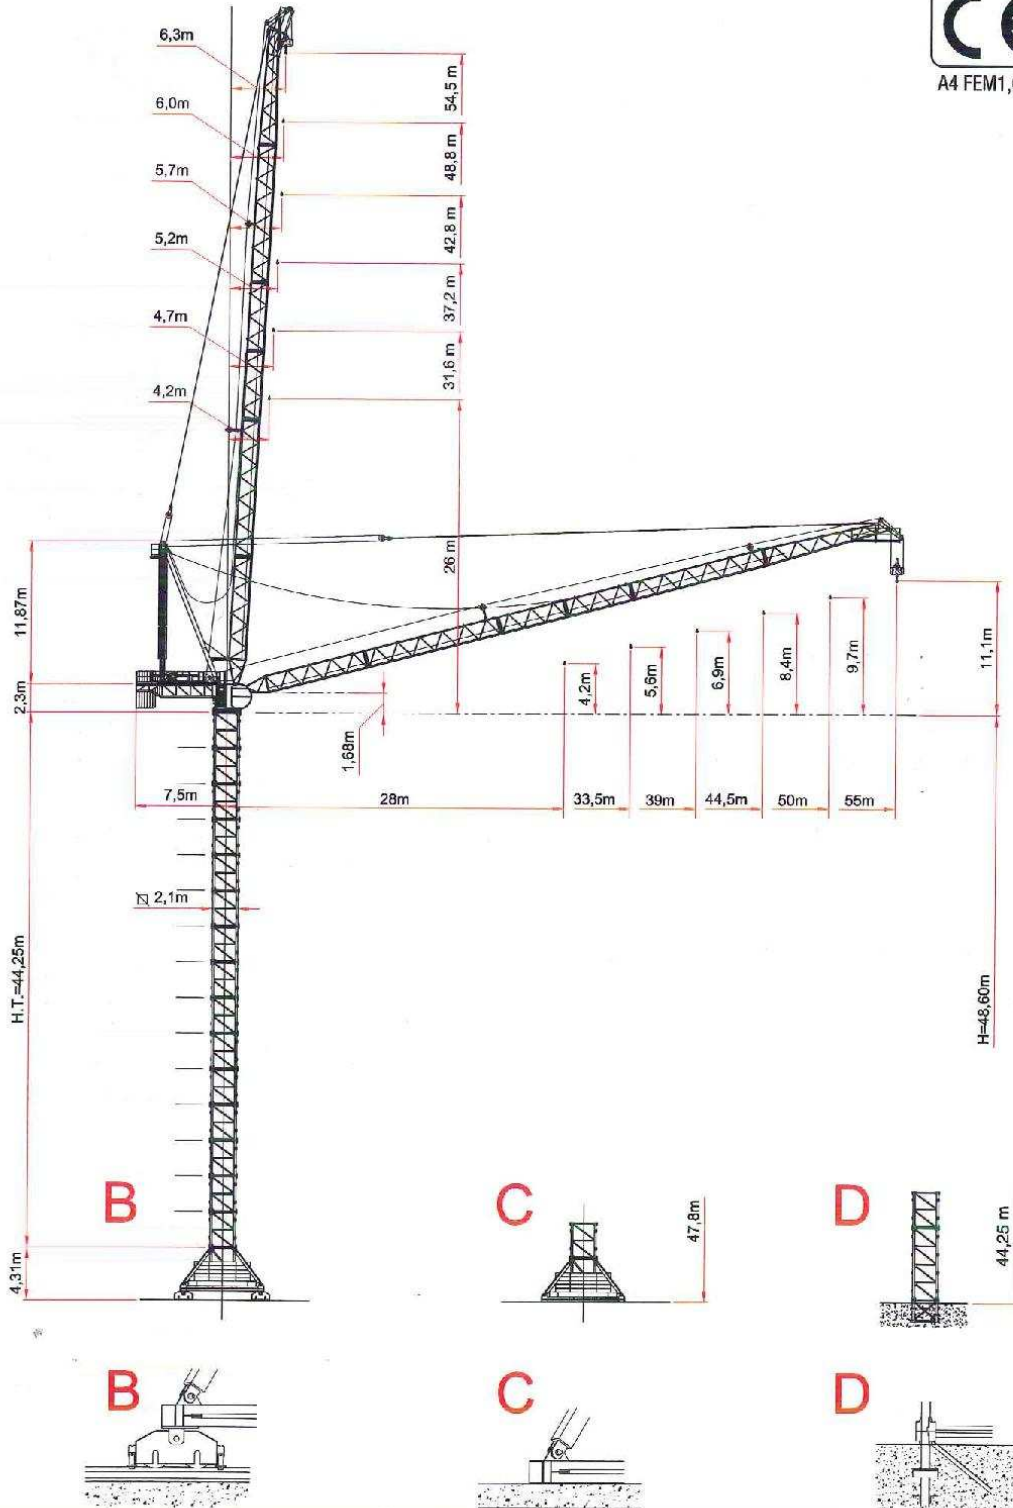 CE
A4 FEM1,
6,3m
54,5 m
6,0m
48,8 m
5,7m
42,8 m
5,2m
37,2 m
4,7m
31,6 m
4,2m
26 m
11,87m
2,3m
1,68m
4,2m
5,6m
6,9m
8,4m
9,7m
11,1m
7,5m
28m
33,5m
39m
44,5m
50m
55m
2,1m
H.T.=44,25m
H=48,60m
4,31m
B
C
47,8m
D
44,25 m
B
C
D